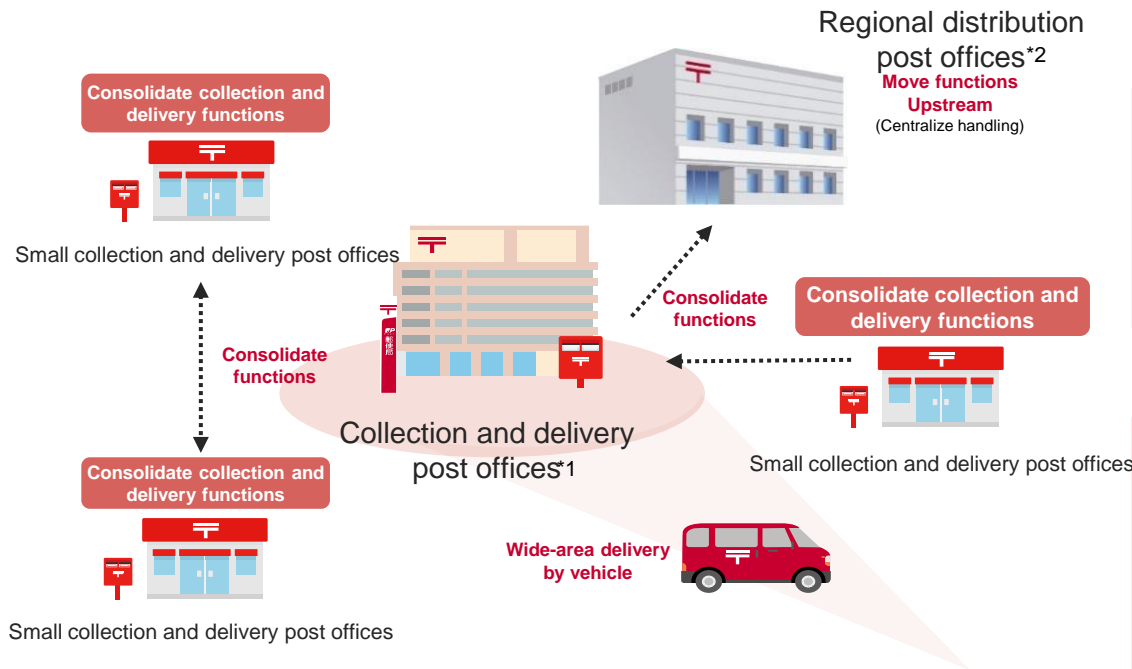 Regional distribution
post offices*2
Move functions
Upstream
(Centralize handling)
Consolidate collection and
delivery functions
Small collection and delivery post offices
Consolidate
functions
Consolidate collection and
delivery functions
Consolidate
functions
郵便局
Collection and delivery
post offices*1
Small collection and delivery post offices
Consolidate collection and
delivery functions
Wide-area delivery
by vehicle
Small collection and delivery post offices